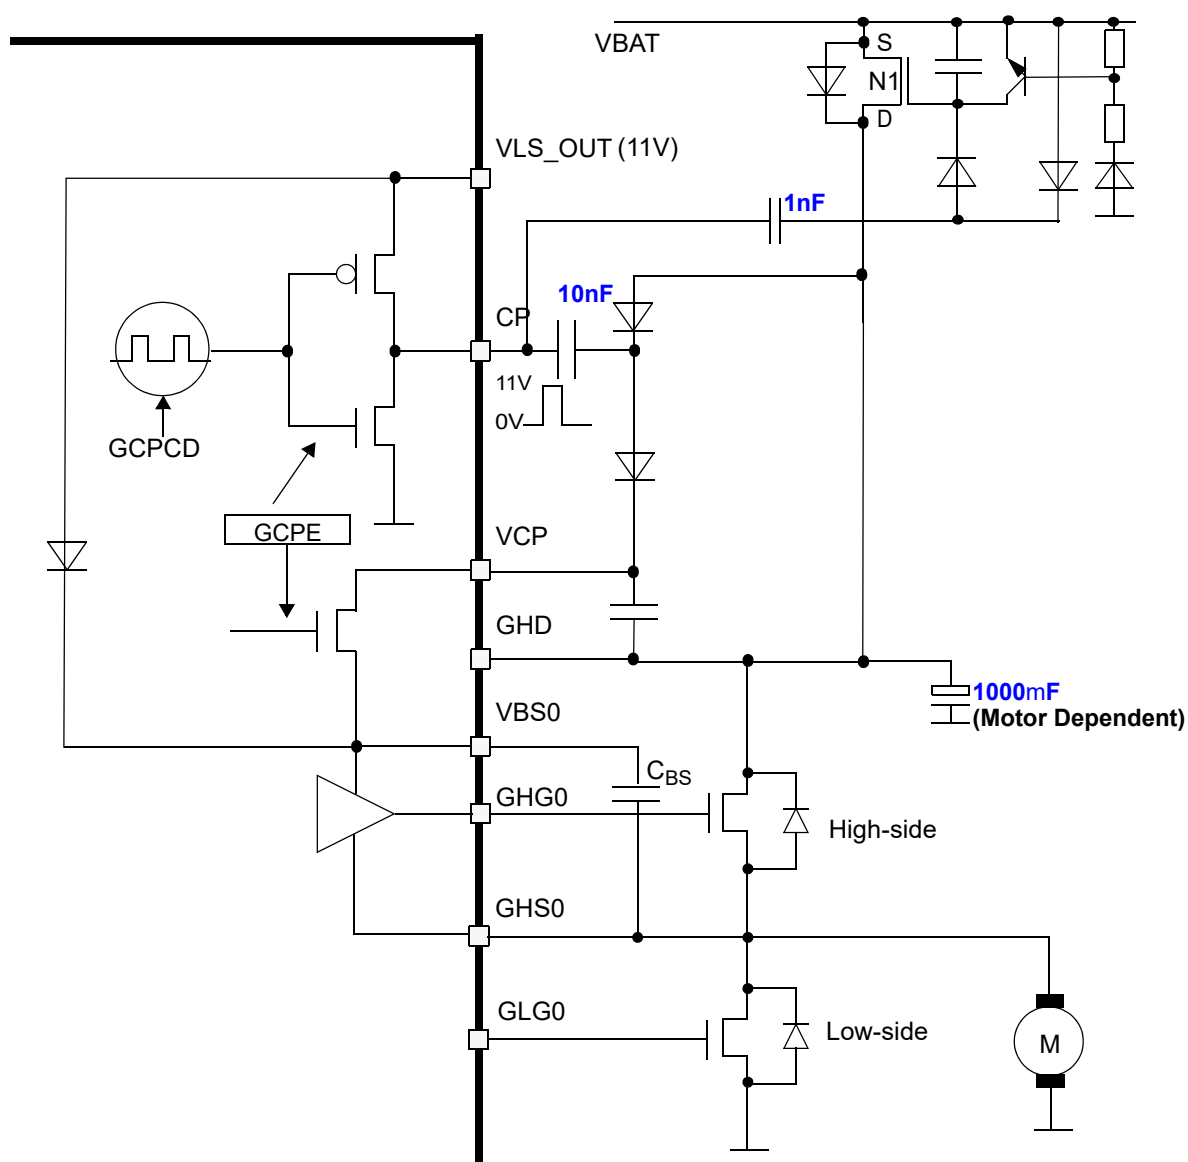 VBAT
S
N1
D
VLS_OUT (11V)
1nF
10nF
CP
11V
0V
GCPCD
GCPE
VCP
GHD
1000mF
(Motor Dependent)
VBS0
CBS
GHG0
High-side
GHS0
GLG0
Low-side
M